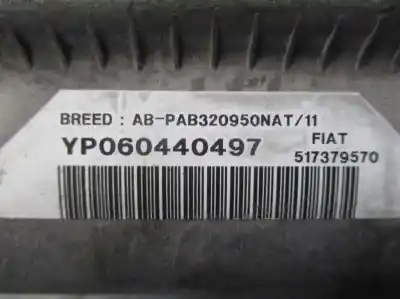 BREED : AB-PAB320950NAT/11
YP060440497
FIAT
517379570